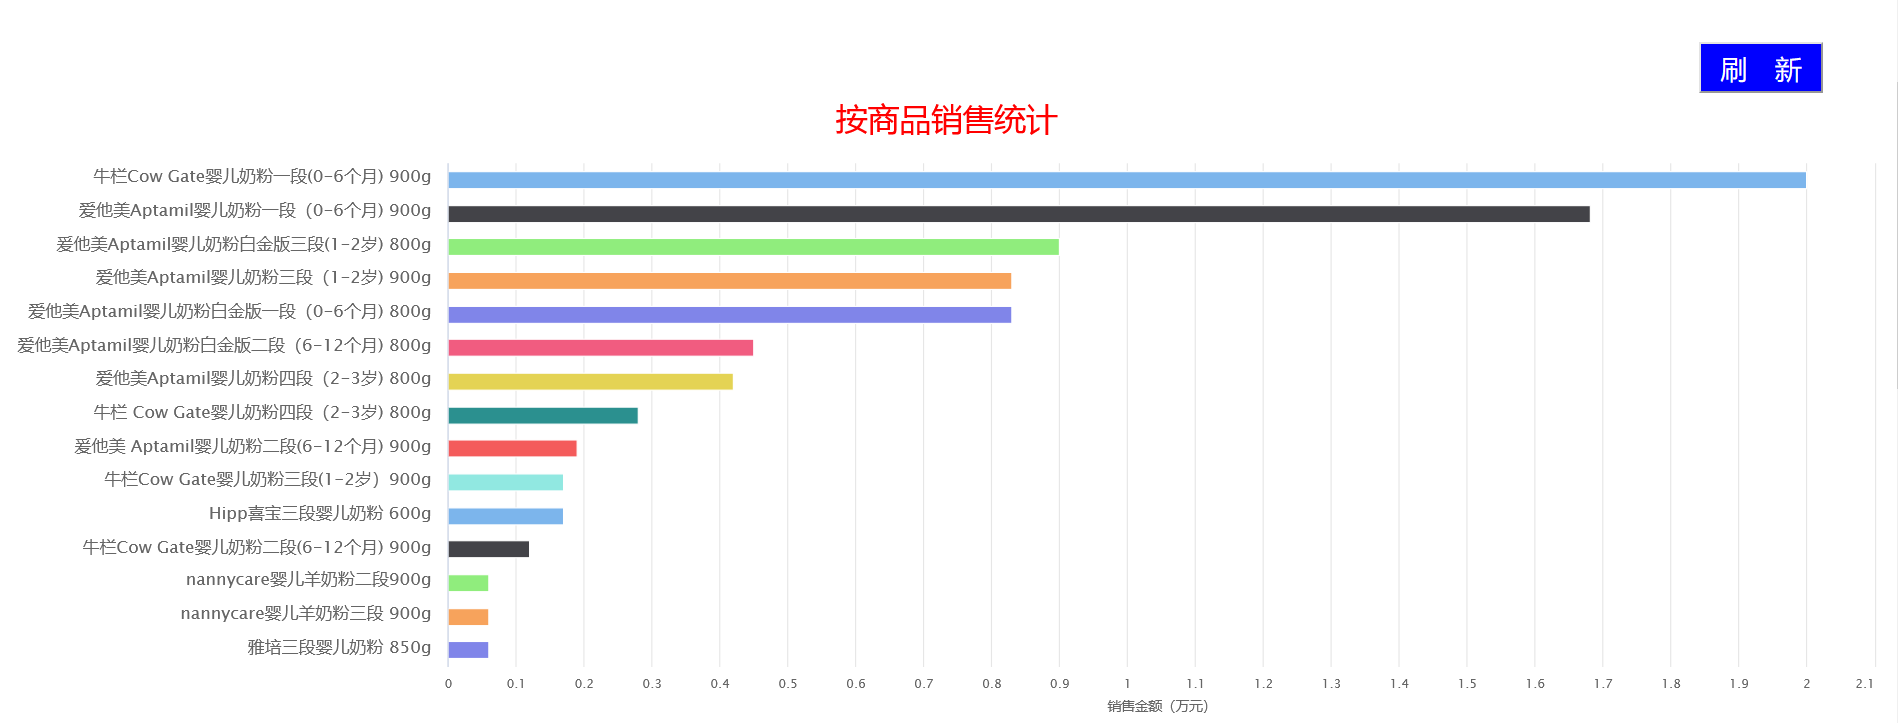 刷 新
按商品销售统计
牛栏Cow Gate婴儿奶粉一段(0-6个月) 900g
爱他美Aptamil婴儿奶粉一段（0-6个月) 900g
爱他美Aptamil婴儿奶粉白金版三段(1-2岁) 800g
爱他美Aptamil婴儿奶粉三段（1-2岁) 900g
爱他美Aptamil婴儿奶粉白金版一段（0-6个月) 800g
爱他美Aptamil婴儿奶粉白金版二段（6-12个月) 800g
爱他美Aptamil婴儿奶粉四段（2-3岁) 800g
牛栏 Cow Gate婴儿奶粉四段（2-3岁) 800g
爱他美 Aptamil婴儿奶粉二段(6-12个月) 900g
牛栏Cow Gate婴儿奶粉三段(1-2岁）900g
Hipp喜宝三段婴儿奶粉 600g
牛栏Cow Gate婴儿奶粉二段(6-12个月) 900g
nannycare婴儿羊奶粉二段900g
nannycare婴儿羊奶粉三段 900g
雅培三段婴儿奶粉 850g
0 0.1 0.2 0.3 0.4 0.5 0.6 0.7 0.8 0.9 1 1.1 1.2 1.3 1.4 1.5 1.6 1.7 1.8 1.9 2 2.1
销售金额（万元）